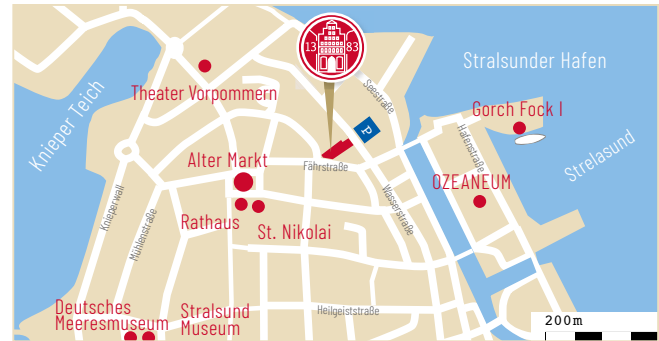 13 83
Stralsunder Hafen
Seestraße
Theater Vorpommern
Gorch Fock I
Knieper Teich
P
Hafenstraße
Strelasund
Alter Markt
Fährstraße
OZEANEUM
Wasserstraße
Knieperwall
Mühlenstraße
Rathaus
St. Nikolai
Deutsches
Meeresmuseum
Stralsund
Museum
Heilgeiststraße
200m